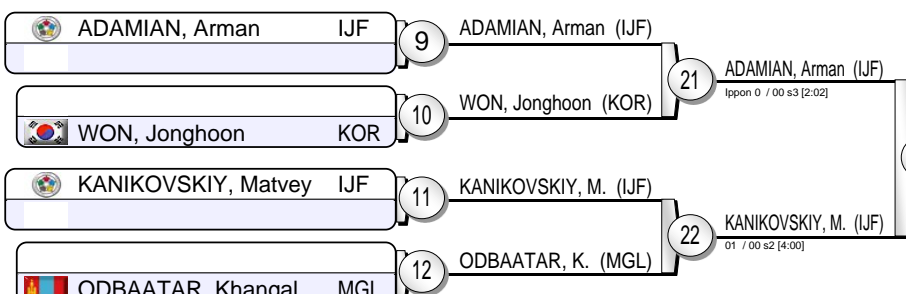 ADAMIAN, Arman IJF
9
ADAMIAN, Arman (IJF)
21
ADAMIAN, Arman (IJF)
Ippon 0 / 00 s3 [2:02]
WON, Jonghoon KOR
10
WON, Jonghoon (KOR)
KANIKOVSKIY, Matvey IJF
11
KANIKOVSKIY, M. (IJF)
22
KANIKOVSKIY, M. (IJF)
01 / 00 s2 [4:00]
ODBAATAR, Khangal MGL
12
ODBAATAR, K. (MGL)